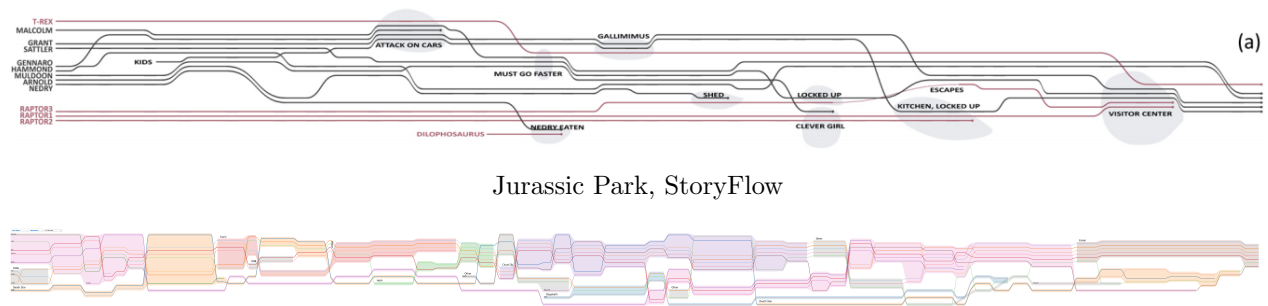 T-REX
MALCOLM
GRANT
SATTLER
ATTACK ON CARS
GALLIMIMUS
(a)
GENNARO
KIDS
HAMMOND
MULDOON
ARNOLD
NEDRY
MUST GO FASTER
SHED
LOCKED UP
ESCAPES
RAPTOR3
RAPTOR1
RAPTOR2
KITCHEN, LOCKED UP
VISITOR CENTER
CLEVER GIRL
NEDRY EATEN
DILOPHOSAURUS
Jurassic Park, StoryFlow